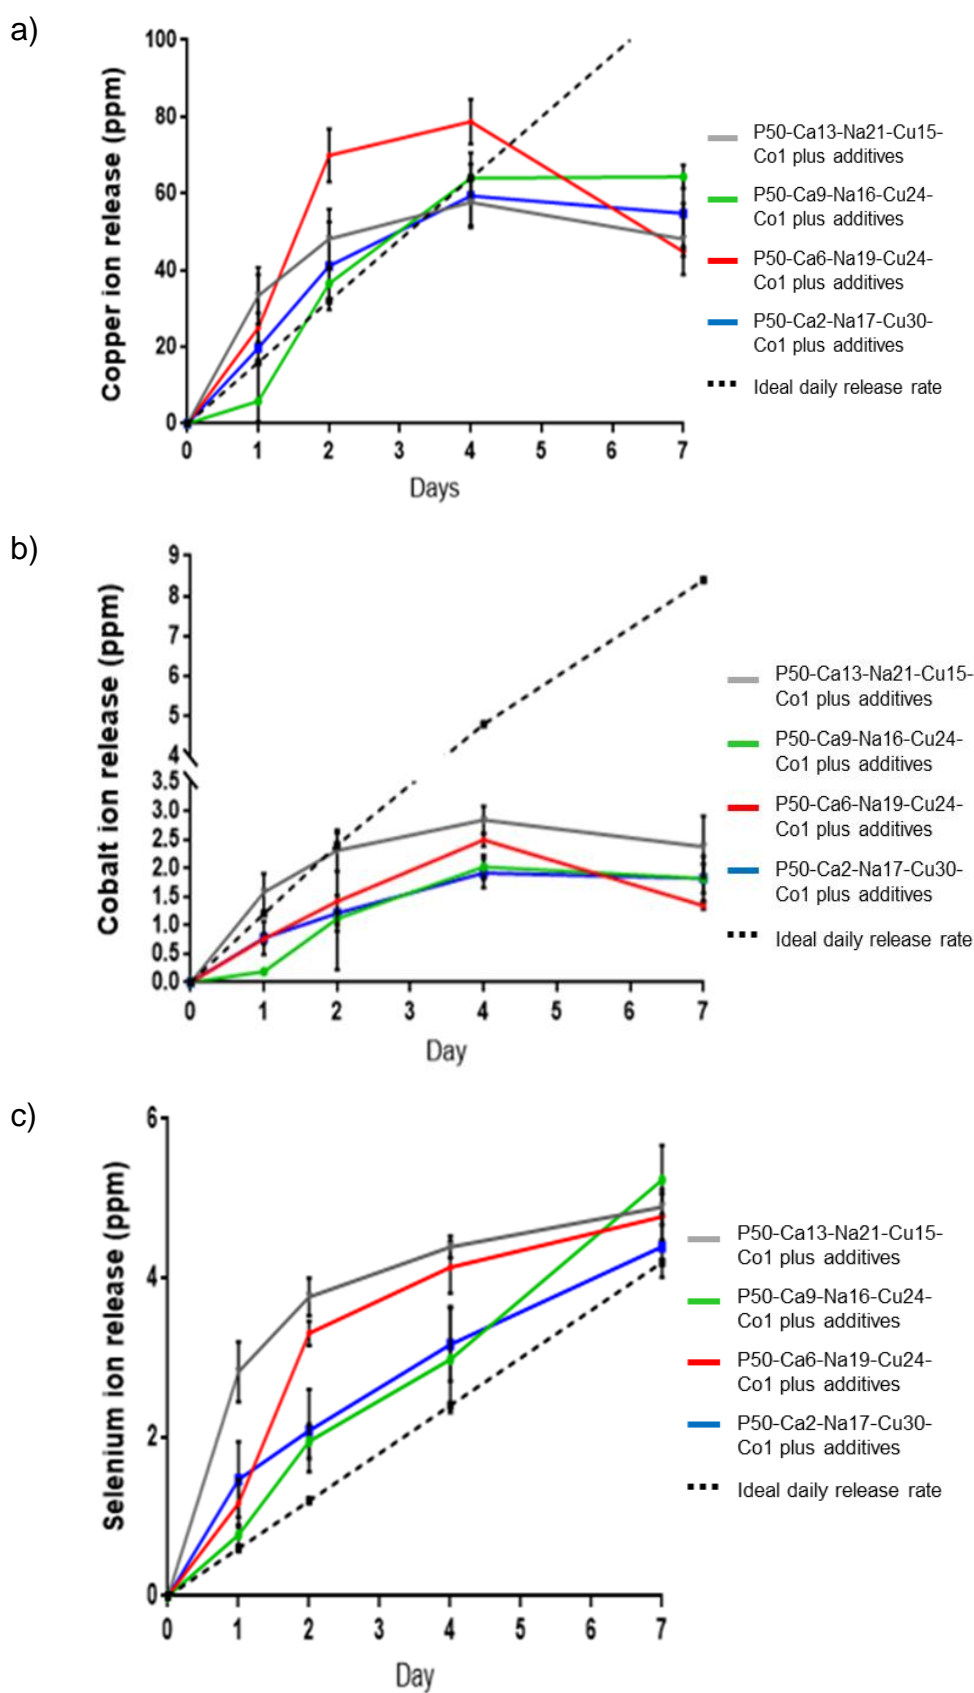 a)
Copper ion release (ppm)
100
80
60
40
20
0
0 1 2 3 4 5 6 7
Days
P50-Ca13-Na21-Cu15-
Co1 plus additives
P50-Ca9-Na16-Cu24-
Co1 plus additives
P50-Ca6-Na19-Cu24-
Co1 plus additives
P50-Ca2-Na17-Cu30-
Co1 plus additives
Ideal daily release rate
b)
Cobalt ion release (ppm)
9
8
7
6
5
4
3.5
3.0
2.5
2.0
1.5
1.0
0.5
0.0
0 1 2 3 4 5 6 7
Day
P50-Ca13-Na21-Cu15-
Co1 plus additives
P50-Ca9-Na16-Cu24-
Co1 plus additives
P50-Ca6-Na19-Cu24-
Co1 plus additives
P50-Ca2-Na17-Cu30-
Co1 plus additives
Ideal daily release rate
c)
Selenium ion release (ppm)
6
4
2
0
0 1 2 3 4 5 6 7
Day
P50-Ca13-Na21-Cu15-
Co1 plus additives
P50-Ca9-Na16-Cu24-
Co1 plus additives
P50-Ca6-Na19-Cu24-
Co1 plus additives
P50-Ca2-Na17-Cu30-
Co1 plus additives
Ideal daily release rate